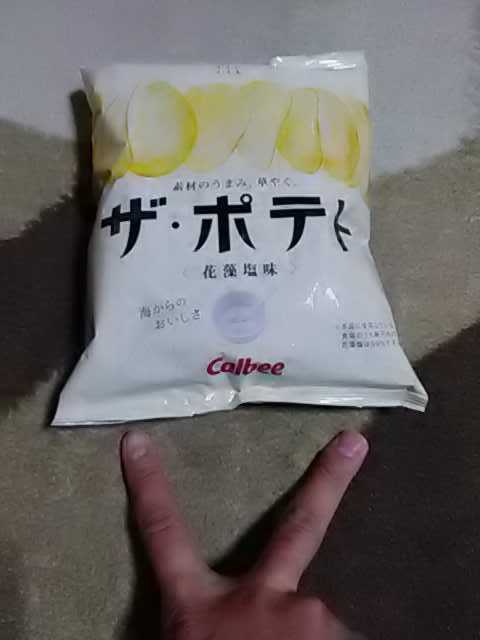 素材のうまみ、華やぐ。
ザ・ポテト
花藻塩味
海からの
おいしさ
Calbee